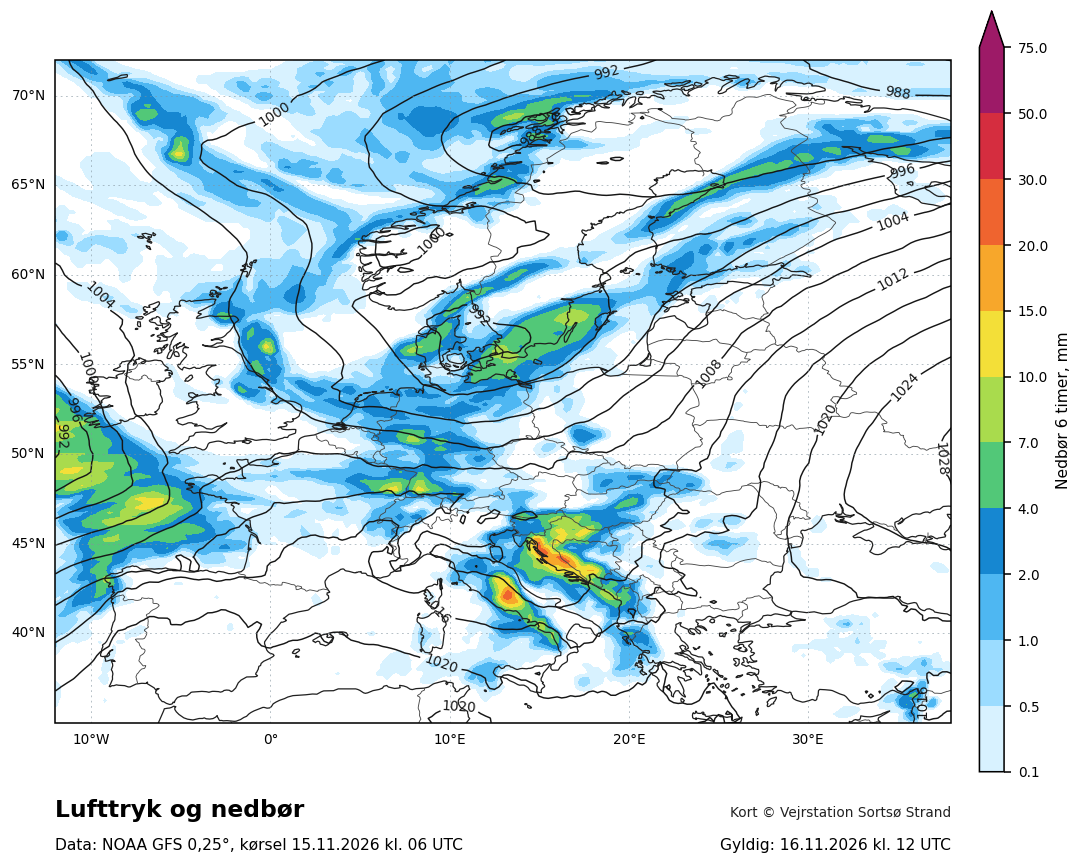 75.0
50.0
30.0
20.0
15.0
10.0
7.0
4.0
2.0
1.0
0.5
0.1
Nedbør 6 timer, mm
70°N
65°N
60°N
55°N
50°N
45°N
40°N
10°W
0°
10°E
20°E
30°E
992
988
1000
996
1004
1000
1012
1004
992
1000
996
992
1008
1024
1020
1028
1016
1020
1020
1016
Lufttryk og nedbør
Kort © Vejrstation Sortsø Strand
Data: NOAA GFS 0,25°, kørsel 15.11.2026 kl. 06 UTC
Gyldig: 16.11.2026 kl. 12 UTC